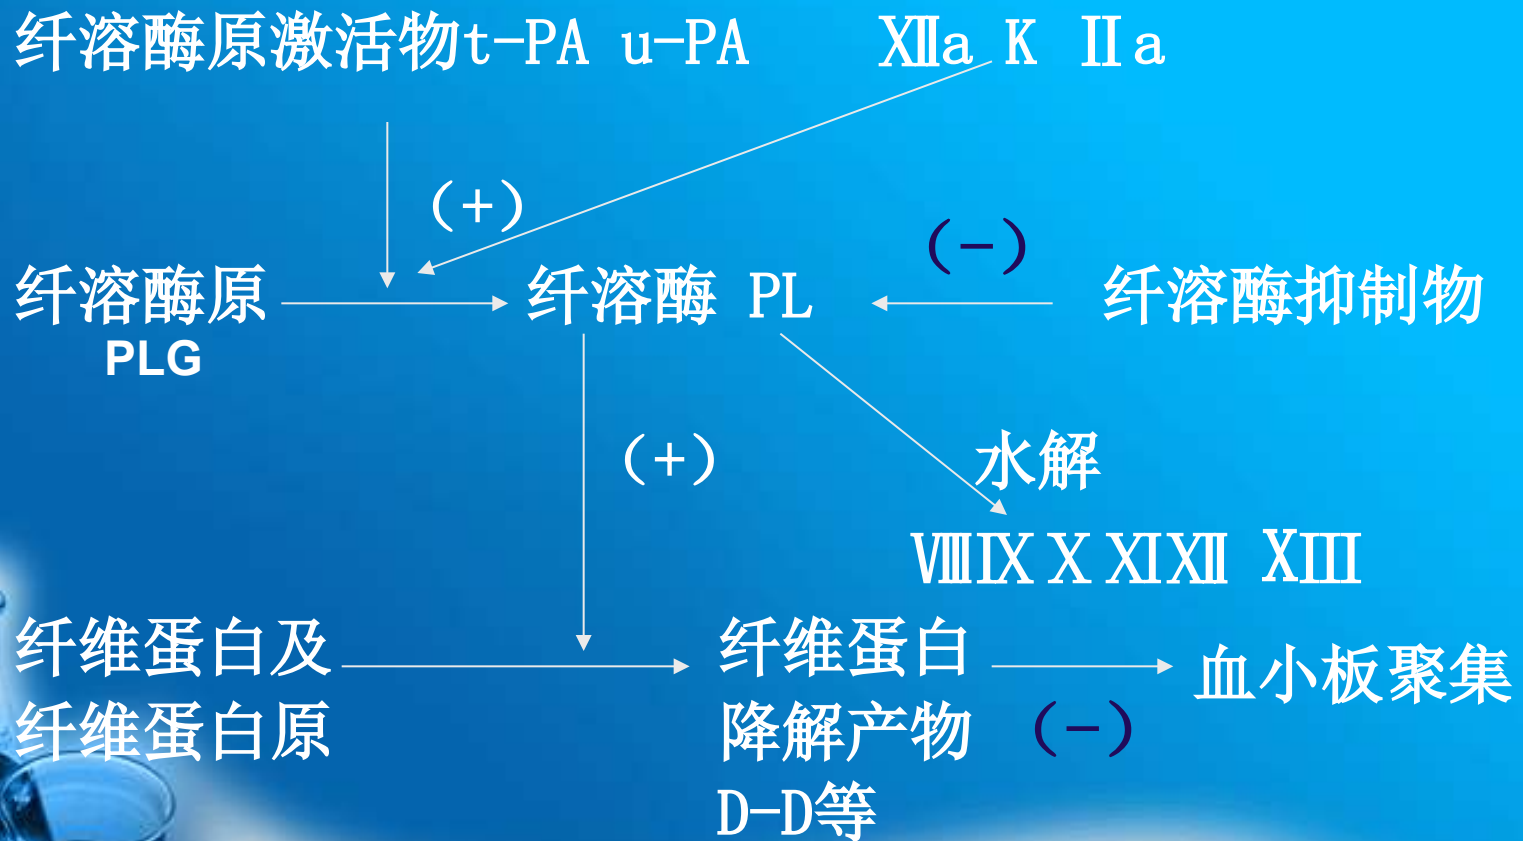 纤溶酶原激活物t-PA u-PA ⅩⅡa K Ⅱa
(+)
(-)
纤溶酶原 纤溶酶 PL 纤溶酶抑制物
PLG
(+)
水解
ⅧⅨⅩⅪⅫ ⅩⅢ
纤维蛋白及 纤维蛋白 血小板聚集
纤维蛋白原 降解产物 (-)
D-D等